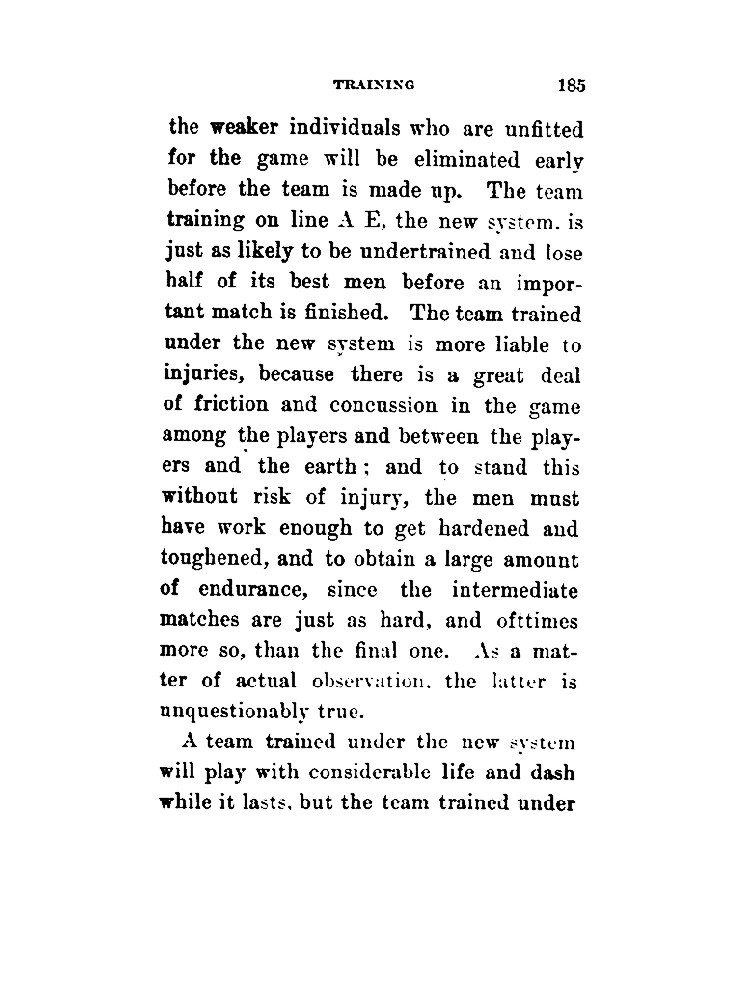 TRAINING 185
the weaker individuals who are unfitted
for the game will be eliminated early
before the team is made up. The team
training on line A E, the new system, is
just as likely to be undertrained and lose
half of its best men before an impor-
tant match is finished. The team trained
under the new system is more liable to
injuries, because there is a great deal
of friction and concussion in the game
among the players and between the play-
ers and the earth; and to stand this
without risk of injury, the men must
have work enough to get hardened and
toughened, and to obtain a large amount
of endurance, since the intermediate
matches are just as hard, and ofttimes
more so, than the final one. As a mat-
ter of actual observation, the latter is
unquestionably true.
A team trained under the new system
will play with considerable life and dash
while it lasts, but the team trained under